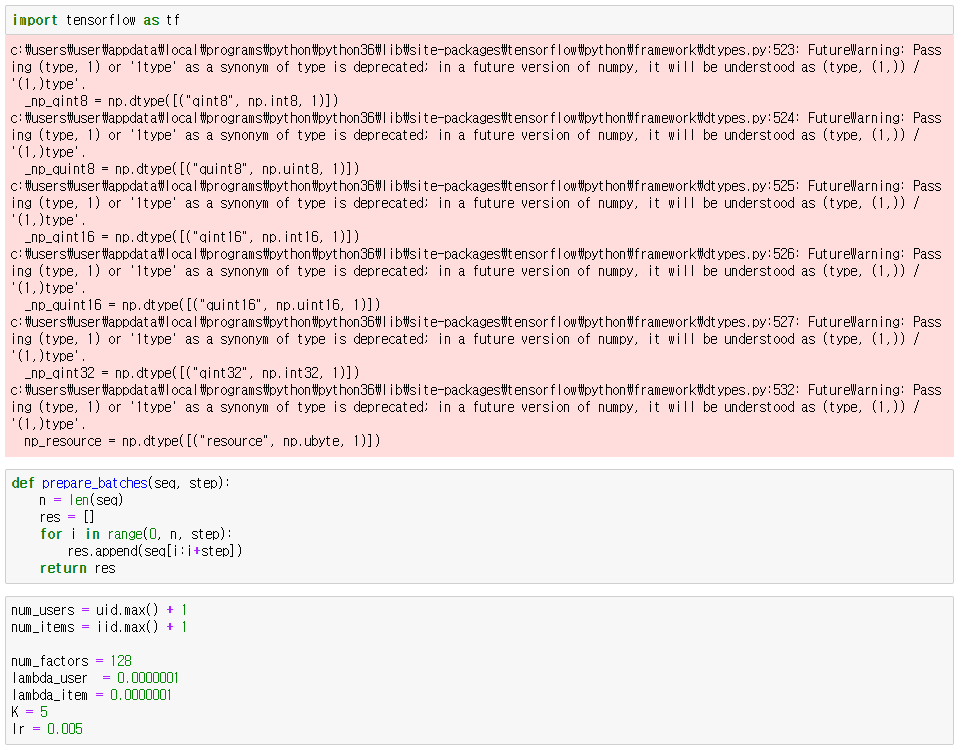 import tensorflow as tf
c:₩users₩user₩appdata₩local₩programs₩python₩python36₩lib₩site-packages₩tensorflow₩python₩framework₩dtypes.py:523: FutureWarning: Pass
ing (type, 1) or '1type' as a synonym of type is deprecated; in a future version of numpy, it will be understood as (type, (1,)) /
'(1,)type'.
  _np_qint8 = np.dtype([("qint8", np.int8, 1)])
c:₩users₩user₩appdata₩local₩programs₩python₩python36₩lib₩site-packages₩tensorflow₩python₩framework₩dtypes.py:524: FutureWarning: Pass
ing (type, 1) or '1type' as a synonym of type is deprecated; in a future version of numpy, it will be understood as (type, (1,)) /
'(1,)type'.
  _np_quint8 = np.dtype([("quint8", np.uint8, 1)])
c:₩users₩user₩appdata₩local₩programs₩python₩python36₩lib₩site-packages₩tensorflow₩python₩framework₩dtypes.py:525: FutureWarning: Pass
ing (type, 1) or '1type' as a synonym of type is deprecated; in a future version of numpy, it will be understood as (type, (1,)) /
'(1,)type'.
  _np_qint16 = np.dtype([("qint16", np.int16, 1)])
c:₩users₩user₩appdata₩local₩programs₩python₩python36₩lib₩site-packages₩tensorflow₩python₩framework₩dtypes.py:526: FutureWarning: Pass
ing (type, 1) or '1type' as a synonym of type is deprecated; in a future version of numpy, it will be understood as (type, (1,)) /
'(1,)type'.
  _np_quint16 = np.dtype([("quint16", np.uint16, 1)])
c:₩users₩user₩appdata₩local₩programs₩python₩python36₩lib₩site-packages₩tensorflow₩python₩framework₩dtypes.py:527: FutureWarning: Pass
ing (type, 1) or '1type' as a synonym of type is deprecated; in a future version of numpy, it will be understood as (type, (1,)) /
'(1,)type'.
  _np_qint32 = np.dtype([("qint32", np.int32, 1)])
c:₩users₩user₩appdata₩local₩programs₩python₩python36₩lib₩site-packages₩tensorflow₩python₩framework₩dtypes.py:532: FutureWarning: Pass
ing (type, 1) or '1type' as a synonym of type is deprecated; in a future version of numpy, it will be understood as (type, (1,)) /
'(1,)type'.
  np_resource = np.dtype([("resource", np.ubyte, 1)])
def prepare_batches(seq, step):
    n = len(seq)
    res = []
    for i in range(0, n, step):
        res.append(seq[i:i+step])
    return res
num_users = uid.max() + 1
num_items = iid.max() + 1
num_factors = 128
lambda_user  = 0.0000001
lambda_item = 0.0000001
K = 5
lr = 0.005